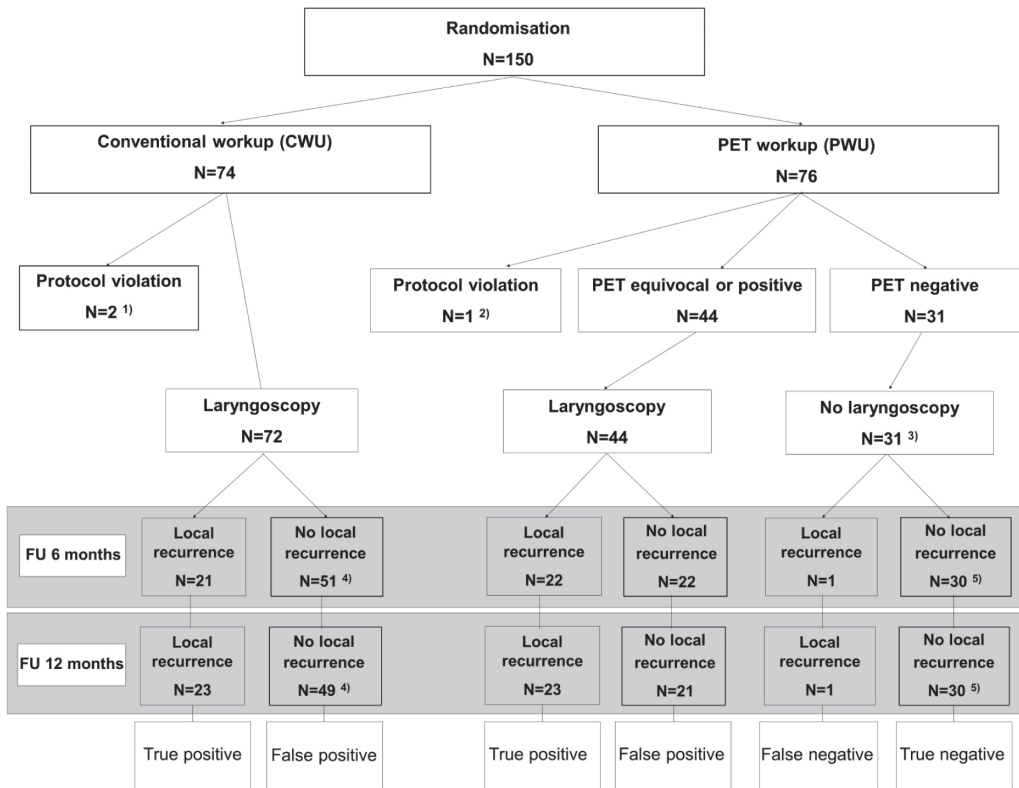 Randomisation
N=150
Conventional workup (CWU)
N=74
PET workup (PWU)
N=76
Protocol violation
N=2 1)
Protocol violation
N=1 2)
PET equivocal or positive
N=44
PET negative
N=31
Laryngoscopy
N=72
Laryngoscopy
N=44
No laryngoscopy
N=31 3)
FU 6 months
Local
recurrence
N=21
No local
recurrence
N=51 4)
Local
recurrence
N=22
No local
recurrence
N=22
Local
recurrence
N=1
No local
recurrence
N=30 5)
FU 12 months
Local
recurrence
N=23
No local
recurrence
N=49 4)
Local
recurrence
N=23
No local
recurrence
N=21
Local
recurrence
N=1
No local
recurrence
N=30 5)
True positive
False positive
True positive
False positive
False negative
True negative